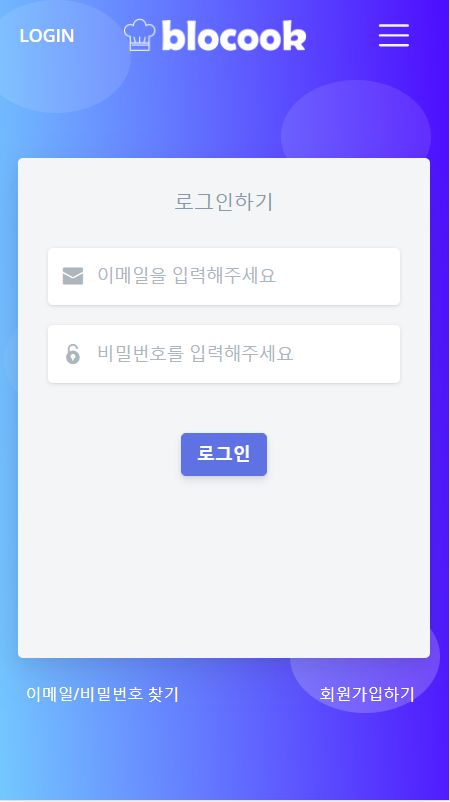 LOGIN blocook
로그인하기
이메일을 입력해주세요
비밀번호를 입력해주세요
로그인
이메일/비밀번호 찾기 회원가입하기